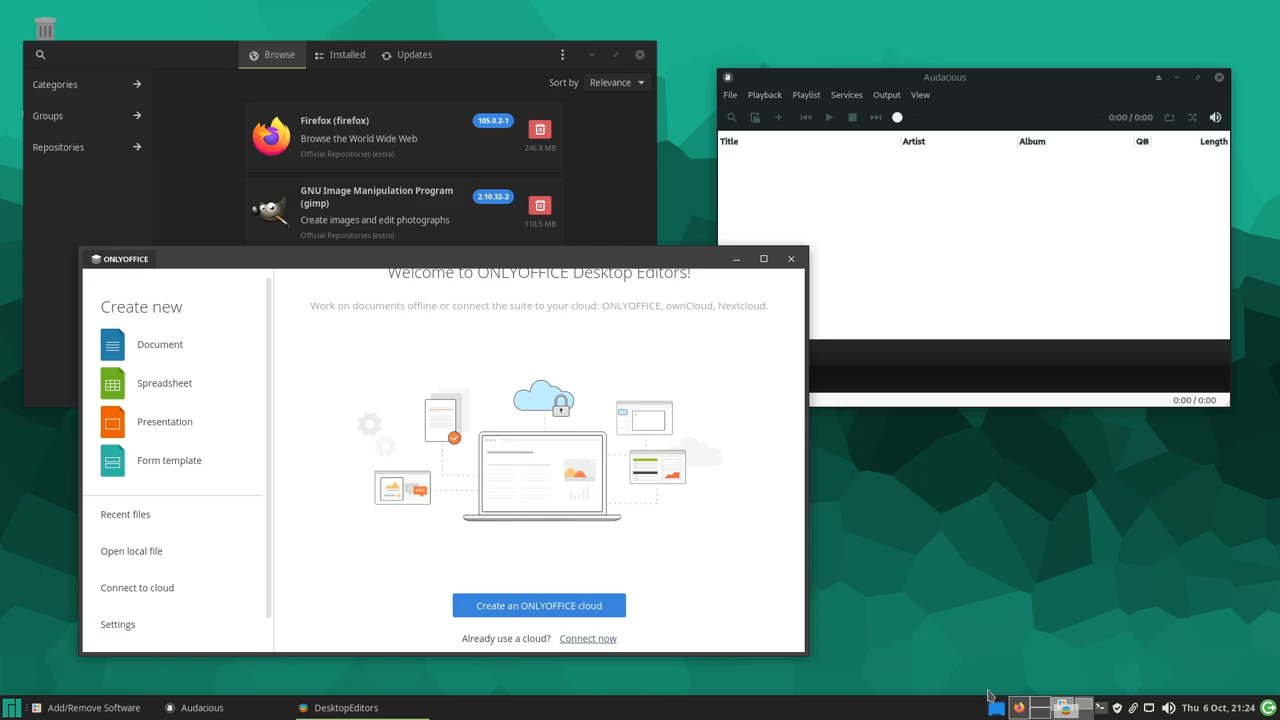 Browse
Installed
Updates
Categories
Groups
Repositories
Sort by
Relevance
Firefox (firefox)
105.0.2-1
Browse the World Wide Web
246.8 MB
Official Repositories (extra)
GNU Image Manipulation Program
(gimp)
2.10.32-2
Create images and edit photographs
118.5 MB
Official Repositories (extra)
Audacious
File
Playback
Playlist
Services
Output
View
0:00 / 0:00
Title
Artist
Album
Q#
Length
0:00 / 0:00
ONLYOFFICE
Create new
Document
Spreadsheet
Presentation
Form template
Recent files
Open local file
Connect to cloud
Settings
Welcome to ONLYOFFICE Desktop Editors!
Work on documents offline or connect the suite to your cloud: ONLYOFFICE, ownCloud, Nextcloud.
Create an ONLYOFFICE cloud
Already use a cloud? Connect now
Add/Remove Software
Audacious
DesktopEditors
Thu 6 Oct, 21:24